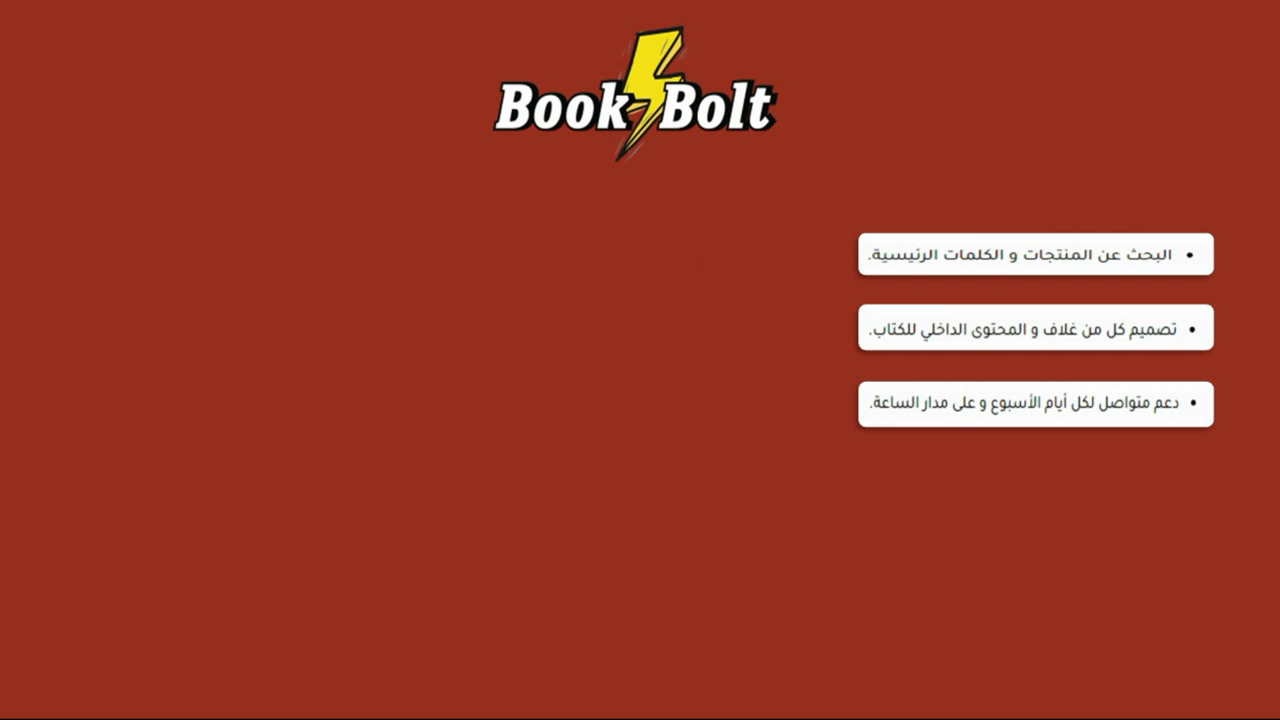 Book Bolt
• البحث عن المنتجات و الكلمات الرئيسية.
• تصميم كل من غلاف و المحتوى الداخلي للكتاب.
• دعم متواصل لكل أيام الأسبوع و على مدار الساعة.